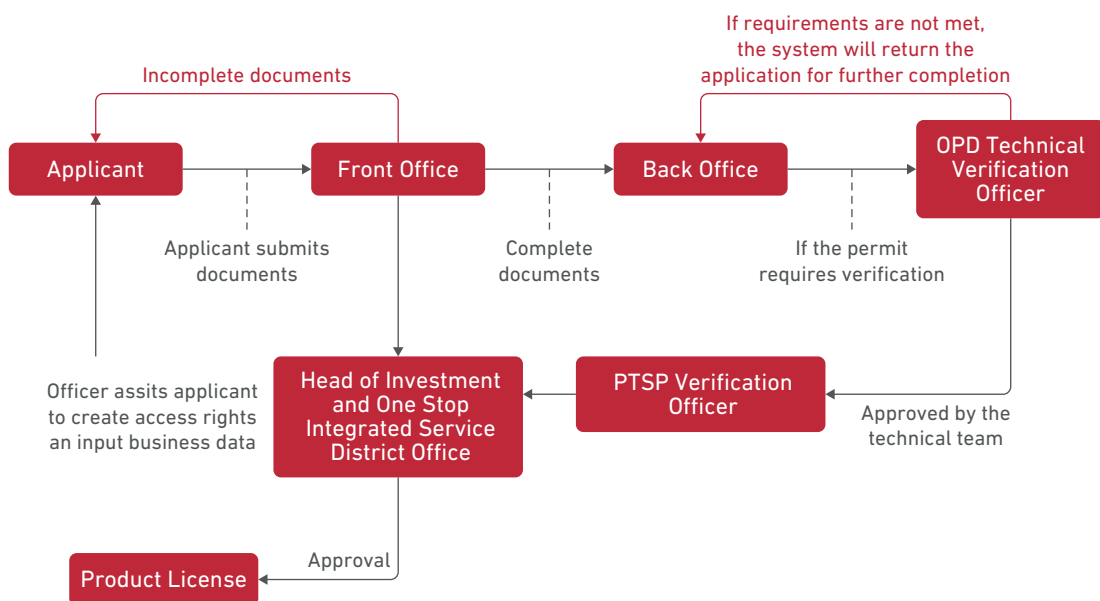 If requirements are not met,
the system will return the
application for further completion
Incomplete documents
Applicant
Front Office
Back Office
OPD Technical
Verification
Officer
Applicant submits
documents
Complete
documents
If the permit
requires verification
Officer assits applicant
to create access rights
an input business data
Head of Investment
and One Stop
Integrated Service
District Office
PTSP Verification
Officer
Approved by the
technical team
Approval
Product License